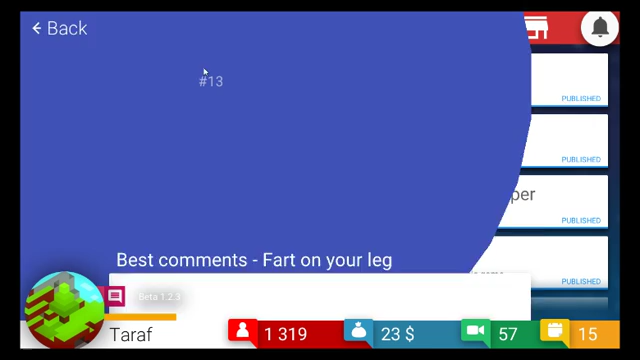 Back
#13
PUBLISHED
PUBLISHED
per
PUBLISHED
Best comments - Fart on your leg
PUBLISHED
Beta 1.2.3
Taraf
1 319
23 $
57
15